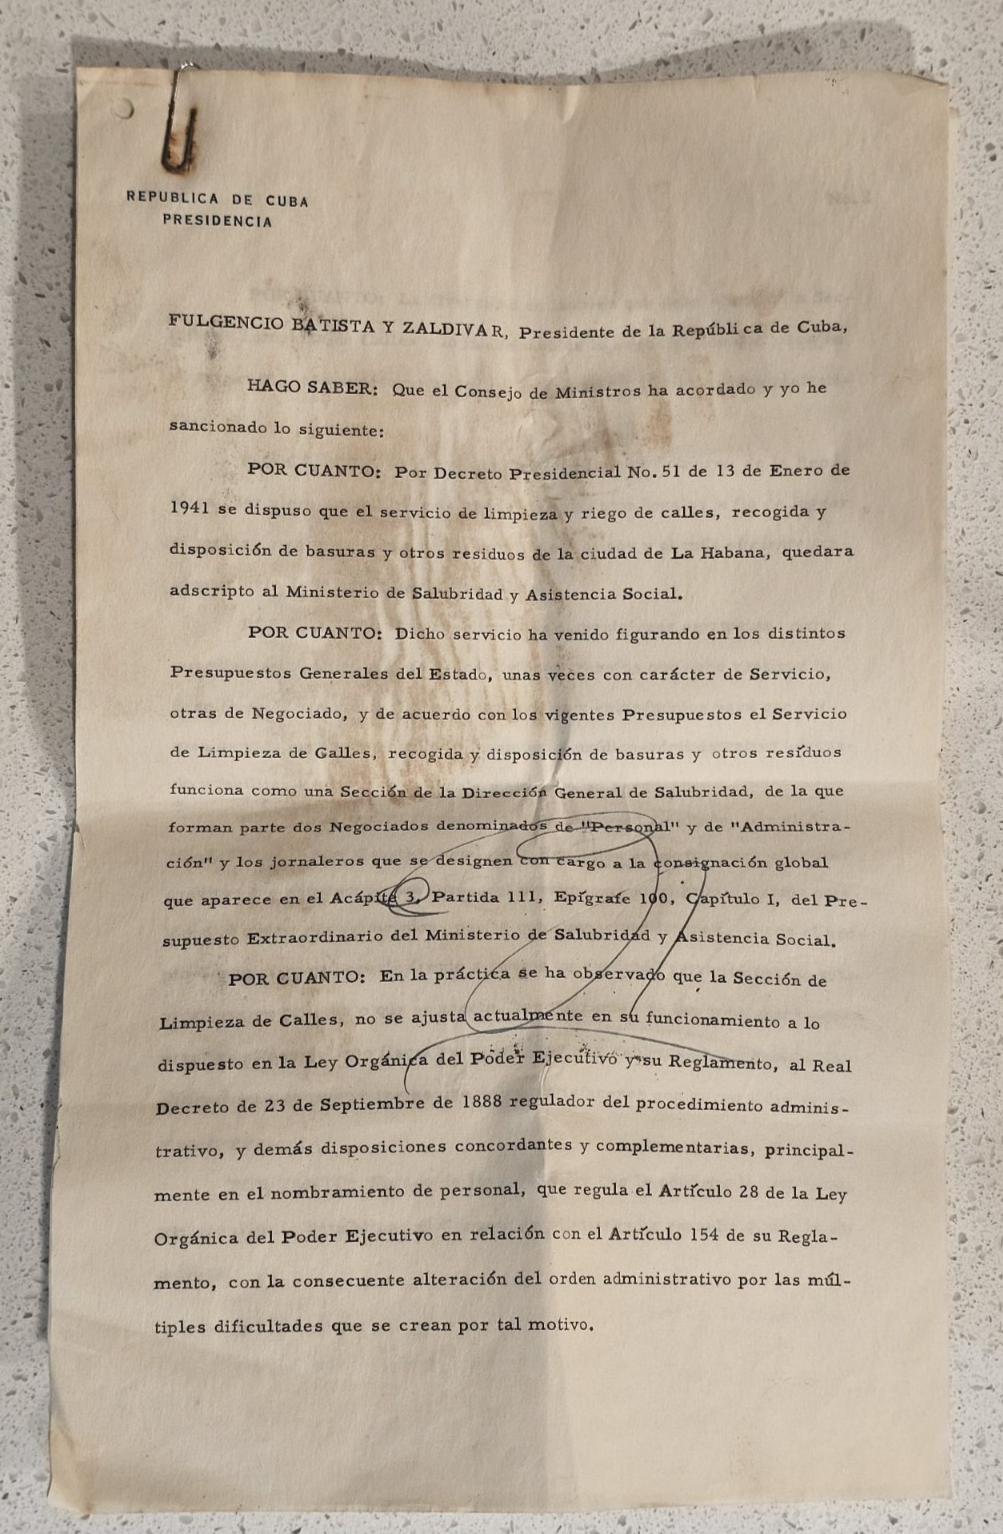 REPUBLICA DE CUBA
PRESIDENCIA
FULGENCIO BATISTA Y ZALDIVAR, Presidente de la República de Cuba,
HAGO SABER: Que el Consejo de Ministros ha acordado y yo he
sancionado lo siguiente:
POR CUANTO: Por Decreto Presidencial No. 51 de 13 de Enero de
1941 se dispuso que el servicio de limpieza y riego de calles, recogida y
disposición de basuras y otros residuos de la ciudad de La Habana, quedara
adscripto al Ministerio de Salubridad y Asistencia Social.
POR CUANTO: Dicho servicio ha venido figurando en los distintos
Presupuestos Generales del Estado, unas veces con carácter de Servicio,
otras de Negociado, y de acuerdo con los vigentes Presupuestos el Servicio
de Limpieza de Galles, recogida y disposición de basuras y otros resíduos
funciona como una Sección de la Dirección General de Salubridad, de la que
forman parte dos Negociados denominados de "Personal" y de "Administra-
ción" y los jornaleros que se designen con cargo a la consignación global
que aparece en el Acápite 3, Partida 111, Epígrafe 100, Capítulo I, del Pre-
supuesto Extraordinario del Ministerio de Salubridad y Asistencia Social.
POR CUANTO: En la práctica se ha observado que la Sección de
Limpieza de Calles, no se ajusta actualmente en su funcionamiento a lo
dispuesto en la Ley Orgánica del Poder Ejecutivo y su Reglamento, al Real
Decreto de 23 de Septiembre de 1888 regulador del procedimiento adminis-
trativo, y demás disposiciones concordantes y complementarias, principal-
mente en el nombramiento de personal, que regula el Artículo 28 de la Ley
Orgánica del Poder Ejecutivo en relación con el Artículo 154 de su Regla-
mento, con la consecuente alteración del orden administrativo por las múl-
tiples dificultades que se crean por tal motivo.